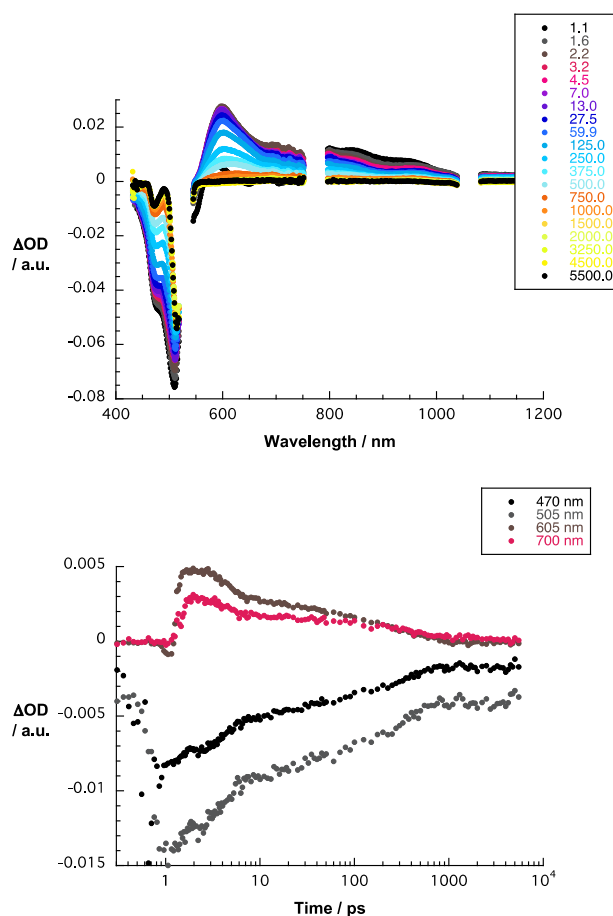 1.1
1.6
2.2
3.2
4.5
7.0
13.0
27.5
59.9
125.0
250.0
375.0
500.0
750.0
1000.0
1500.0
2000.0
3250.0
4500.0
5500.0
0.02
0
-0.02
-0.04
-0.06
-0.08
ΔOD
/ a.u.
400 600 800 1000 1200
Wavelength / nm
470 nm
505 nm
605 nm
700 nm
0.005
0
-0.005
-0.01
-0.015
ΔOD
/ a.u.
1 10 100 1000 10⁴
Time / ps